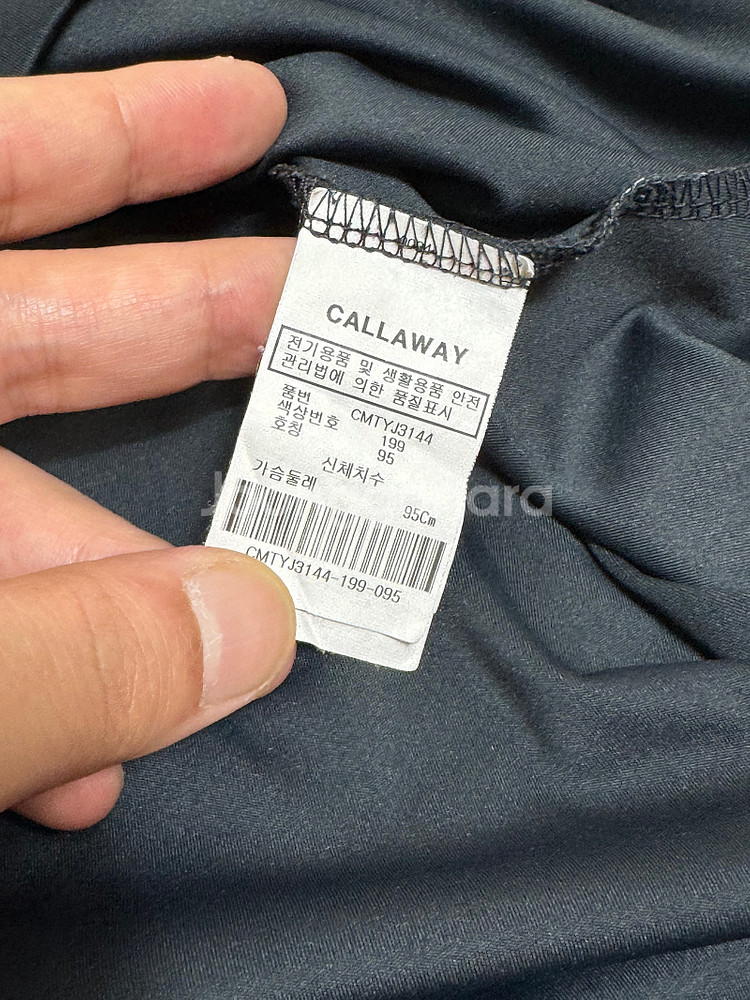 CALLAWAY
전기용품 및 생활용품 안전
관리법에 의한 품질표시
품번 CMTYJ3144
색상번호 199
호칭 95
신체치수
가슴둘레 95Cm
CMTYJ3144-199-095